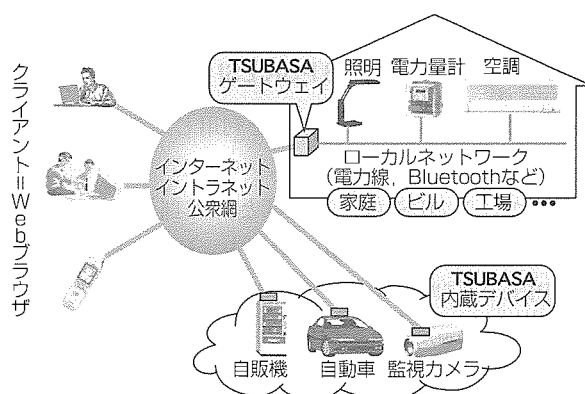 クライアント=Webブラウザ
TSUBASA
ゲートウェイ
照明 電力量計 空調
インターネット
イントラネット
公衆網
ローカルネットワーク
(電力線，Bluetoothなど)
家庭 ビル 工場 •••
TSUBASA
内蔵デバイス
自販機 自動車 監視カメラ